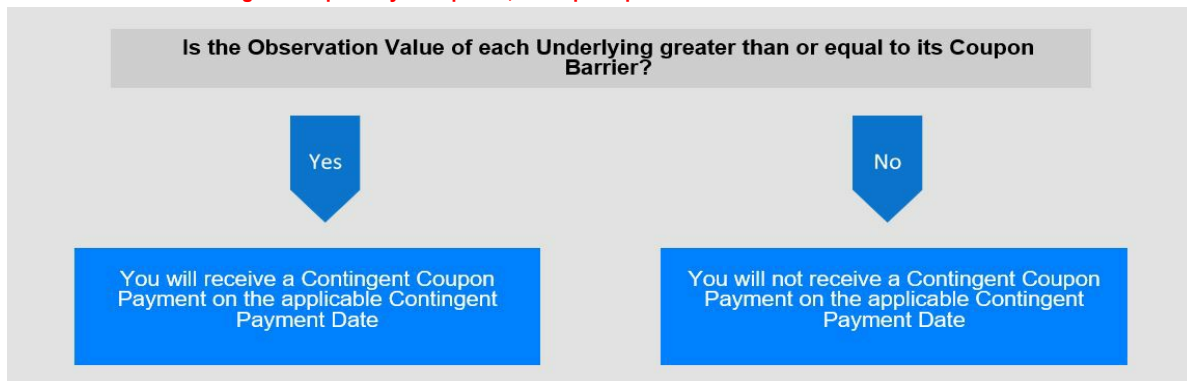 Is the Observation Value of each Underlying greater than or equal to its Coupon
Barrier?
Yes
No
You will receive a Contingent Coupon
Payment on the applicable Contingent
Payment Date
You will not receive a Contingent Coupon
Payment on the applicable Contingent
Payment Date